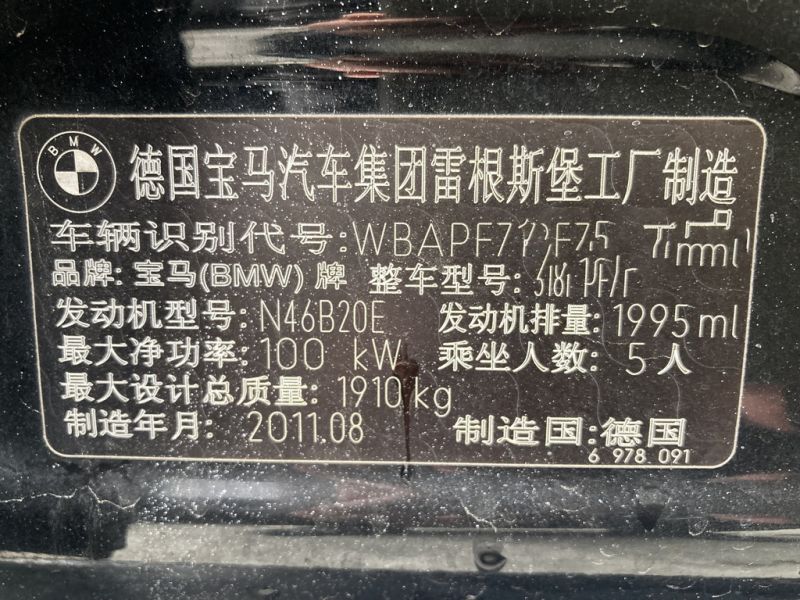 BMW
德国宝马汽车集团雷根斯堡工厂制造
车辆识别代号:
品牌: 宝马(BMW) 牌 整车型号:
发动机型号: N46B20E 发动机排量: 1995ml
最大净功率: 100 kW 乘坐人数: 5人
最大设计总质量: 1910kg
制造年月: 2011.08 制造国:德国
6 978 091